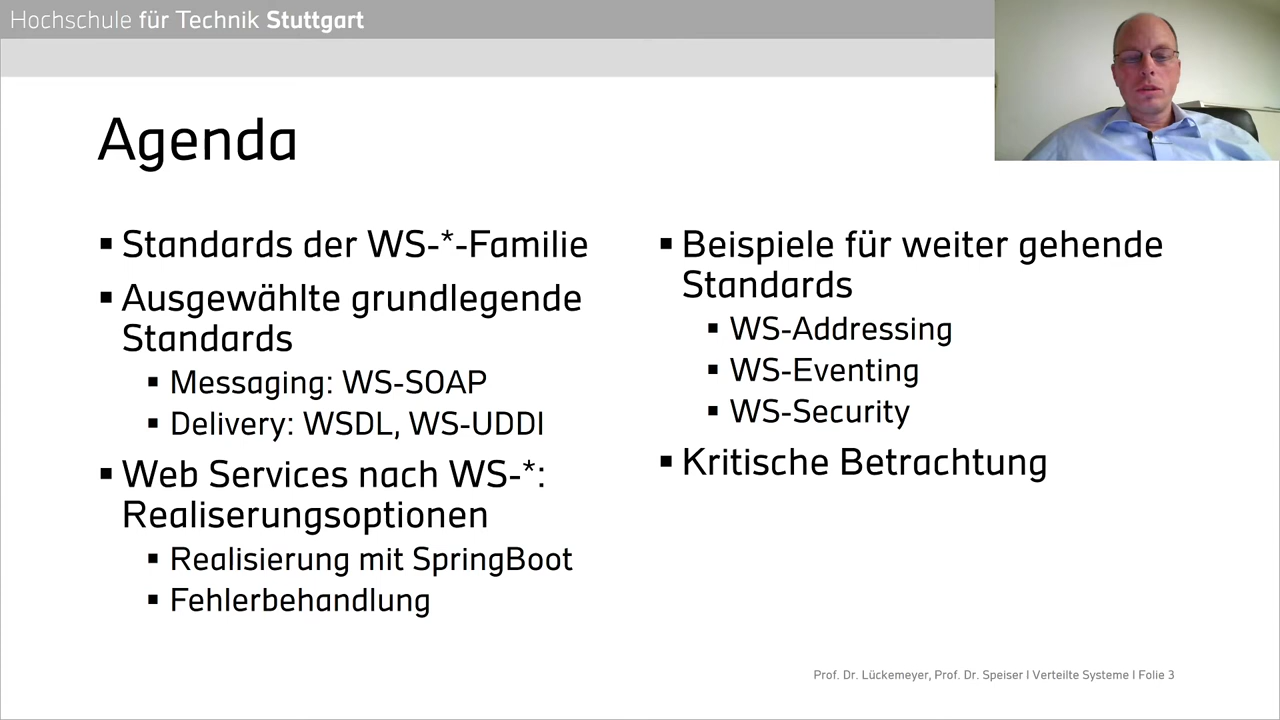 Hochschule für Technik Stuttgart
Agenda
▪ Standards der WS-*-Familie
▪ Ausgewählte grundlegende
Standards
▪ Messaging: WS-SOAP
▪ Delivery: WSDL, WS-UDDI
▪ Web Services nach WS-*:
Realiserungsoptionen
▪ Realisierung mit SpringBoot
▪ Fehlerbehandlung
▪ Beispiele für weiter gehende
Standards
▪ WS-Addressing
▪ WS-Eventing
▪ WS-Security
▪ Kritische Betrachtung
Prof. Dr. Lückemeyer, Prof. Dr. Speiser I Verteilte Systeme I Folie 3